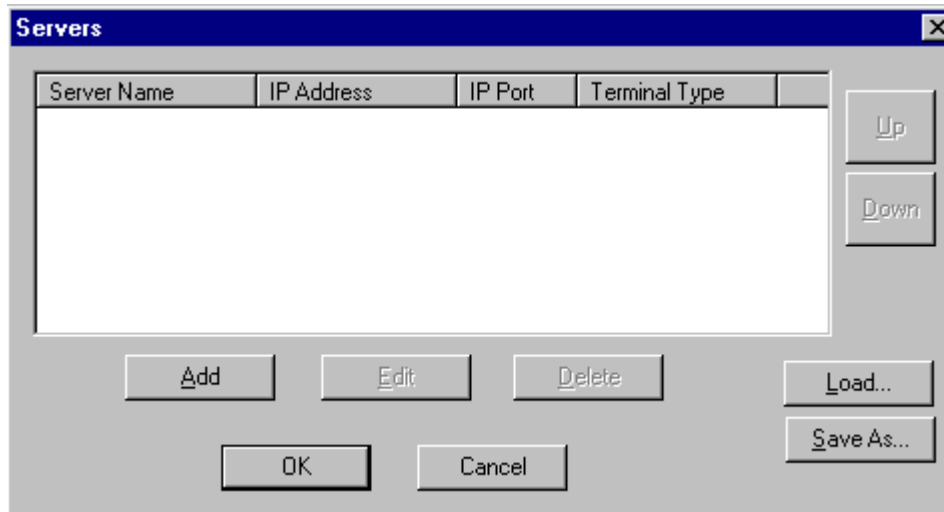 Servers
Server Name IP Address IP Port Terminal Type
Up
Down
Add Edit Delete Load...
Save As...
OK Cancel